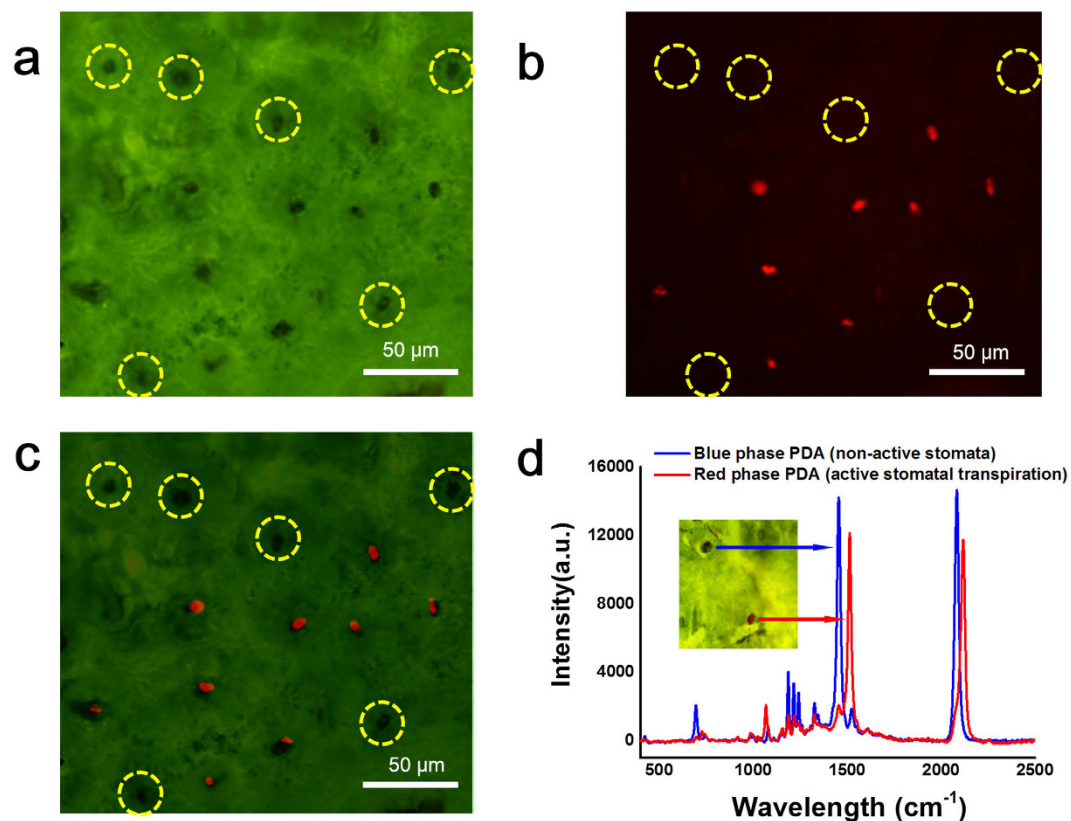 a
50 µm
b
50 µm
c
50 µm
d
Blue phase PDA (non-active stomata)
Red phase PDA (active stomatal transpiration)
16000
12000
8000
4000
0
Intensity(a.u.)
500 1000 1500 2000 2500
Wavelength (cm⁻¹)